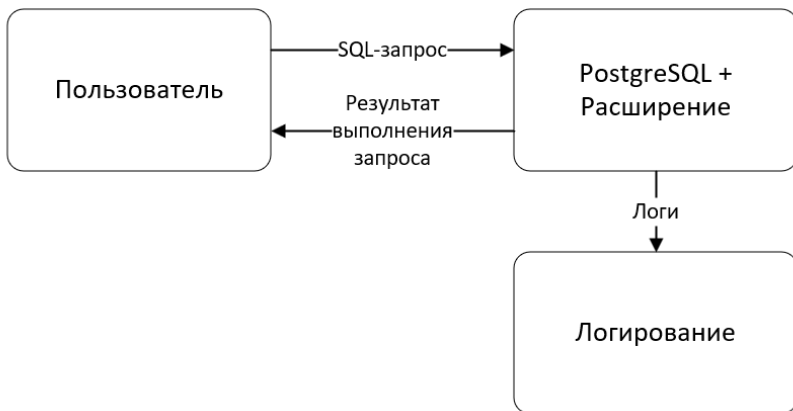 Пользователь
SQL-запрос
Результат
выполнения
запроса
PostgreSQL +
Расширение
Логи
Логирование